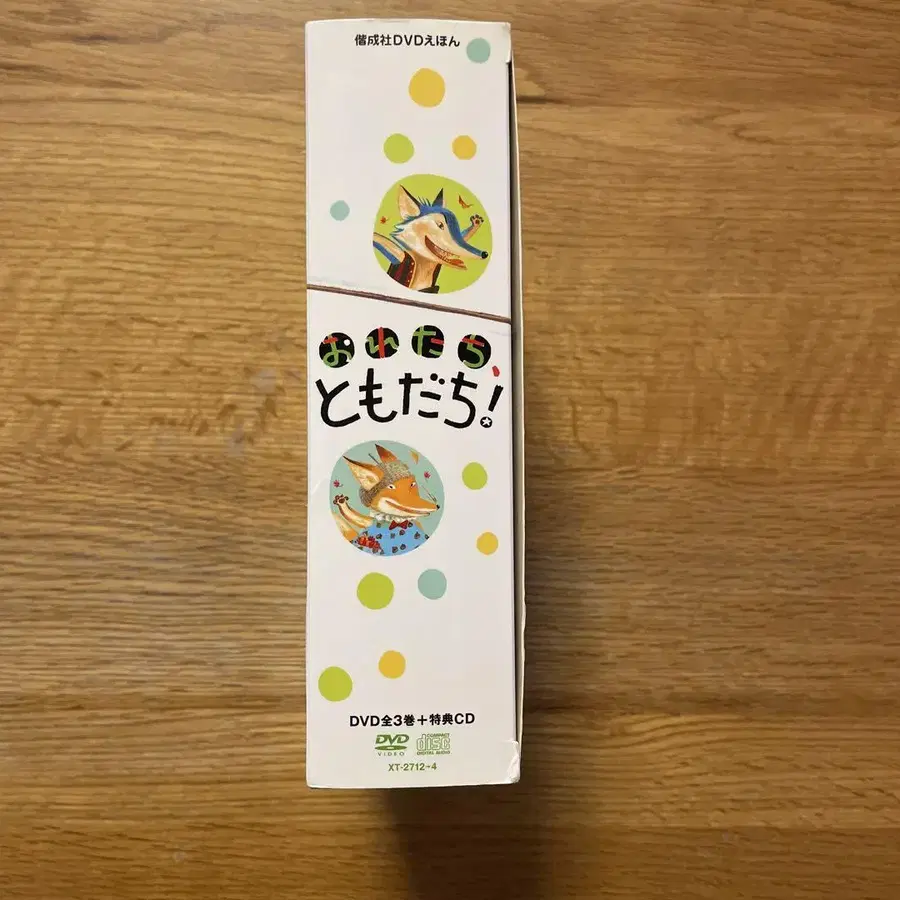 偕成社DVDえほん
おれたち、
ともだち!
DVD全3巻+特典CD
DVD
VIDEO
COMPACT
disc
DIGITAL AUDIO
XT-2712→4